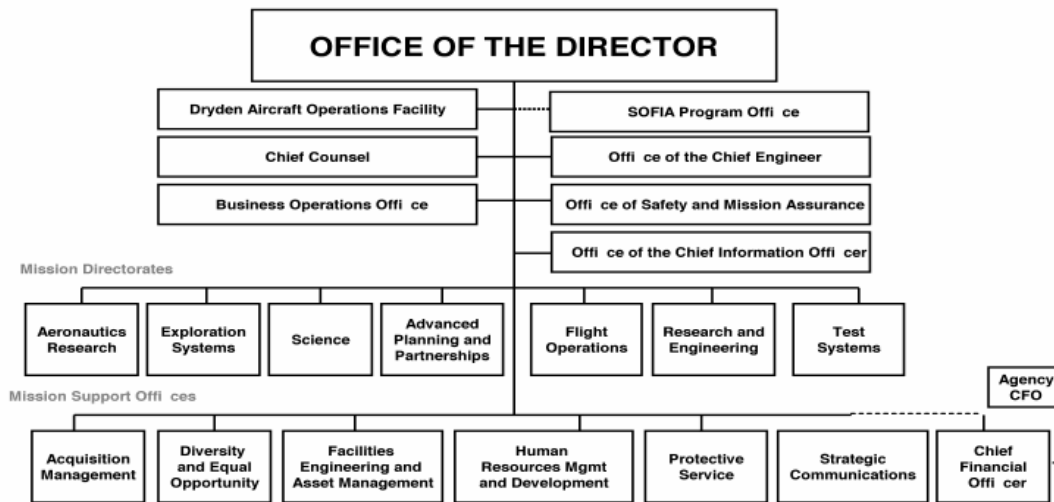 OFFICE OF THE DIRECTOR
Dryden Aircraft Operations Facility
SOFIA Program Offi ce
Chief Counsel
Offi ce of the Chief Engineer
Business Operations Offi ce
Offi ce of Safety and Mission Assurance
Offi ce of the Chief Information Offi cer
Mission Directorates
Aeronautics
Research
Exploration
Systems
Science
Advanced
Planning and
Partnerships
Flight
Operations
Research and
Engineering
Test
Systems
Agency
CFO
Mission Support Offi ces
Acquisition
Management
Diversity
and Equal
Opportunity
Facilities
Engineering and
Asset Management
Human
Resources Mgmt
and Development
Protective
Service
Strategic
Communications
Chief
Financial
Offi cer